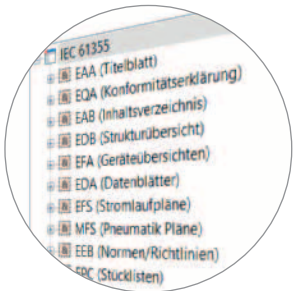 IEC 61355
EAA (Titelblatt)
EQA (Konformitätserklärung)
EAB (Inhaltsverzeichnis)
EDB (Strukturübersicht)
EFA (Geräteübersichten)
EDA (Datenblätter)
EFS (Stromlaufpläne)
MFS (Pneumatik Pläne)
EEB (Normen/Richtlinien)
EPC (Stücklisten)